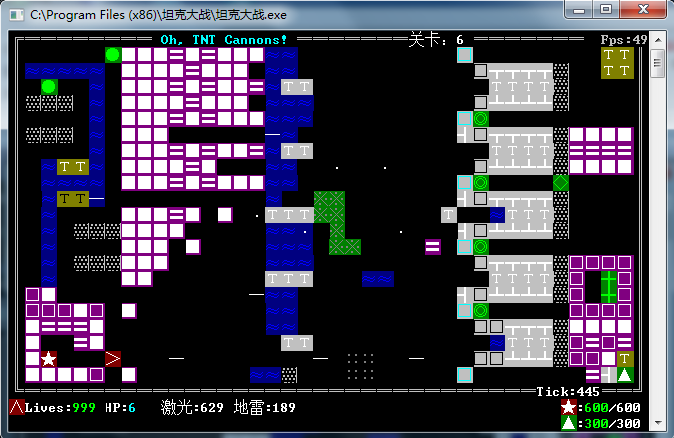 C:\Program Files (x86)\坦克大战\坦克大战.exe
Oh, TNT Cannons! 关卡: 6 Fps:49
Tick:445
Lives:999 HP:6 激光:629 地雷:189 :600/600
:300/300